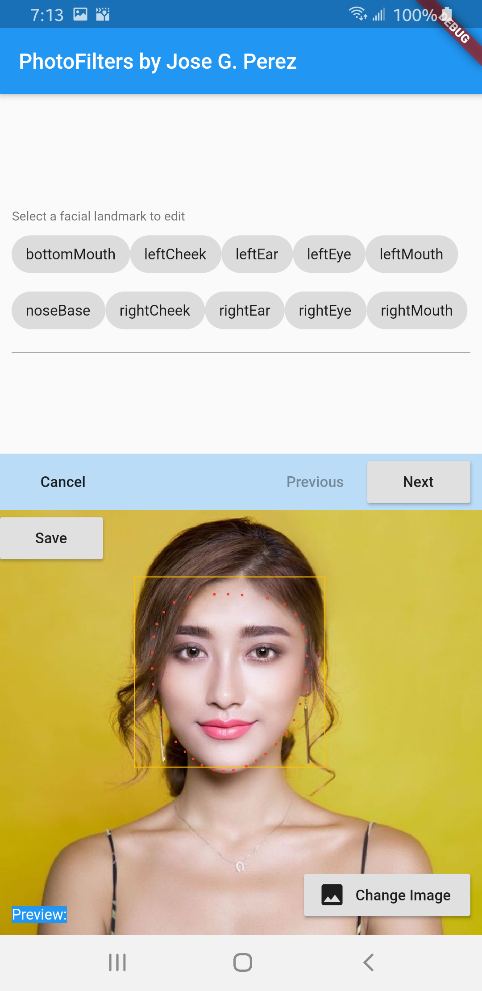 7:13 100%
DEBUG
PhotoFilters by Jose G. Perez
Select a facial landmark to edit
bottomMouth leftCheek leftEar leftEye leftMouth
noseBase rightCheek rightEar rightEye rightMouth
Cancel Previous Next
Save
Change Image
Preview: